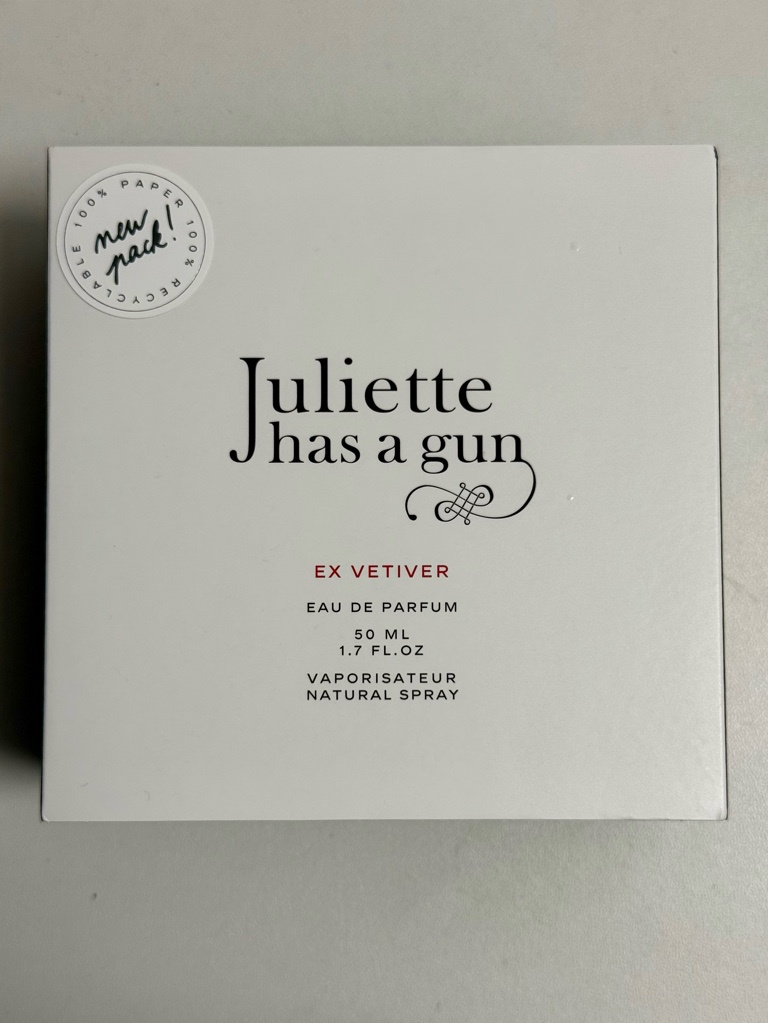 100% PAPER 100% RECYCLABLE
new
pack!
Juliette
has a gun
EX VETIVER
EAU DE PARFUM
50 ML
1.7 FL.OZ
VAPORISATEUR
NATURAL SPRAY